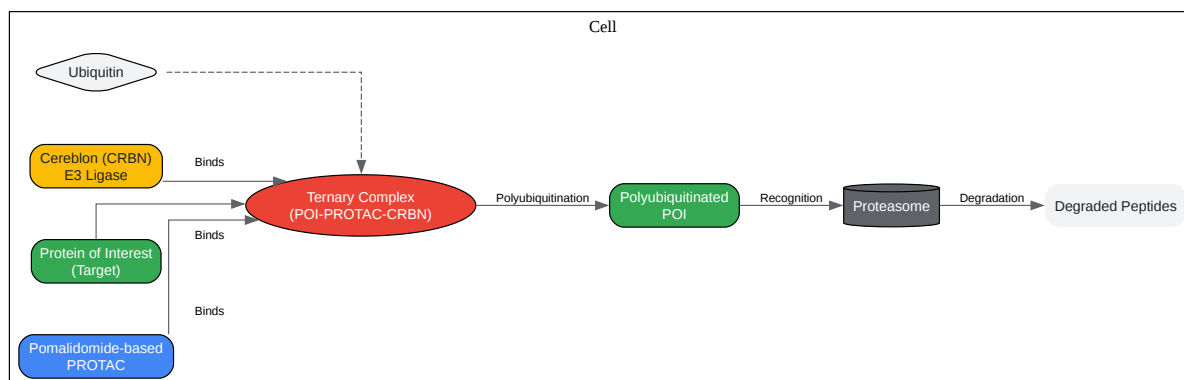 Cell
Ubiquitin
Cereblon (CRBN)
E3 Ligase
Binds
Protein of Interest
(Target)
Binds
Pomalidomide-based
PROTAC
Binds
Ternary Complex
(POI-PROTAC-CRBN)
Polyubiquitination
Polyubiquitinated
POI
Recognition
Proteasome
Degradation
Degraded Peptides